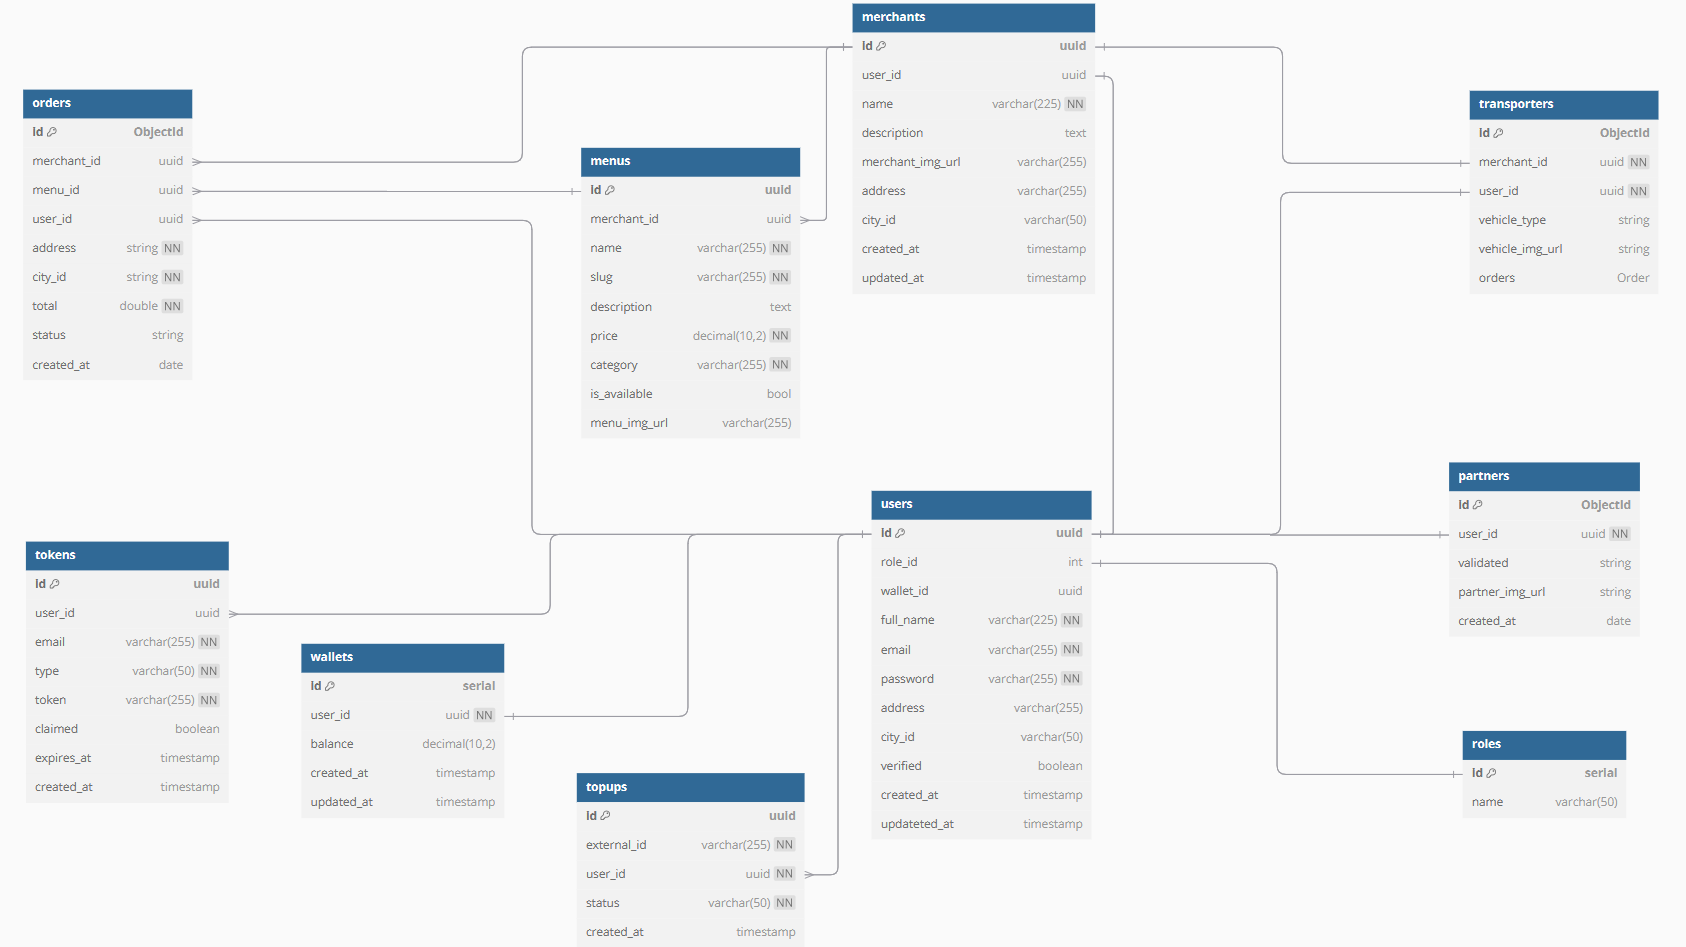 merchants
id uuid
user_id uuid
name varchar(225) NN
description text
merchant_img_url varchar(255)
address varchar(255)
city_id varchar(50)
created_at timestamp
updated_at timestamp
orders
id ObjectId
merchant_id uuid
menu_id uuid
user_id uuid
address string NN
city_id string NN
total double NN
status string
created_at date
menus
id uuid
merchant_id uuid
name varchar(255) NN
slug varchar(255) NN
description text
price decimal(10,2) NN
category varchar(255) NN
is_available bool
menu_img_url varchar(255)
transporters
id ObjectId
merchant_id uuid NN
user_id uuid NN
vehicle_type string
vehicle_img_url string
orders Order
partners
id ObjectId
user_id uuid NN
validated string
partner_img_url string
created_at date
users
id uuid
role_id int
wallet_id uuid
full_name varchar(225) NN
email varchar(255) NN
password varchar(255) NN
address varchar(255)
city_id varchar(50)
verified boolean
created_at timestamp
updateted_at timestamp
tokens
id uuid
user_id uuid
email varchar(255) NN
type varchar(50) NN
token varchar(255) NN
claimed boolean
expires_at timestamp
created_at timestamp
wallets
id serial
user_id uuid NN
balance decimal(10,2)
created_at timestamp
updated_at timestamp
topups
id uuid
external_id varchar(255) NN
user_id uuid NN
status varchar(50) NN
created_at timestamp
roles
id serial
name varchar(50)